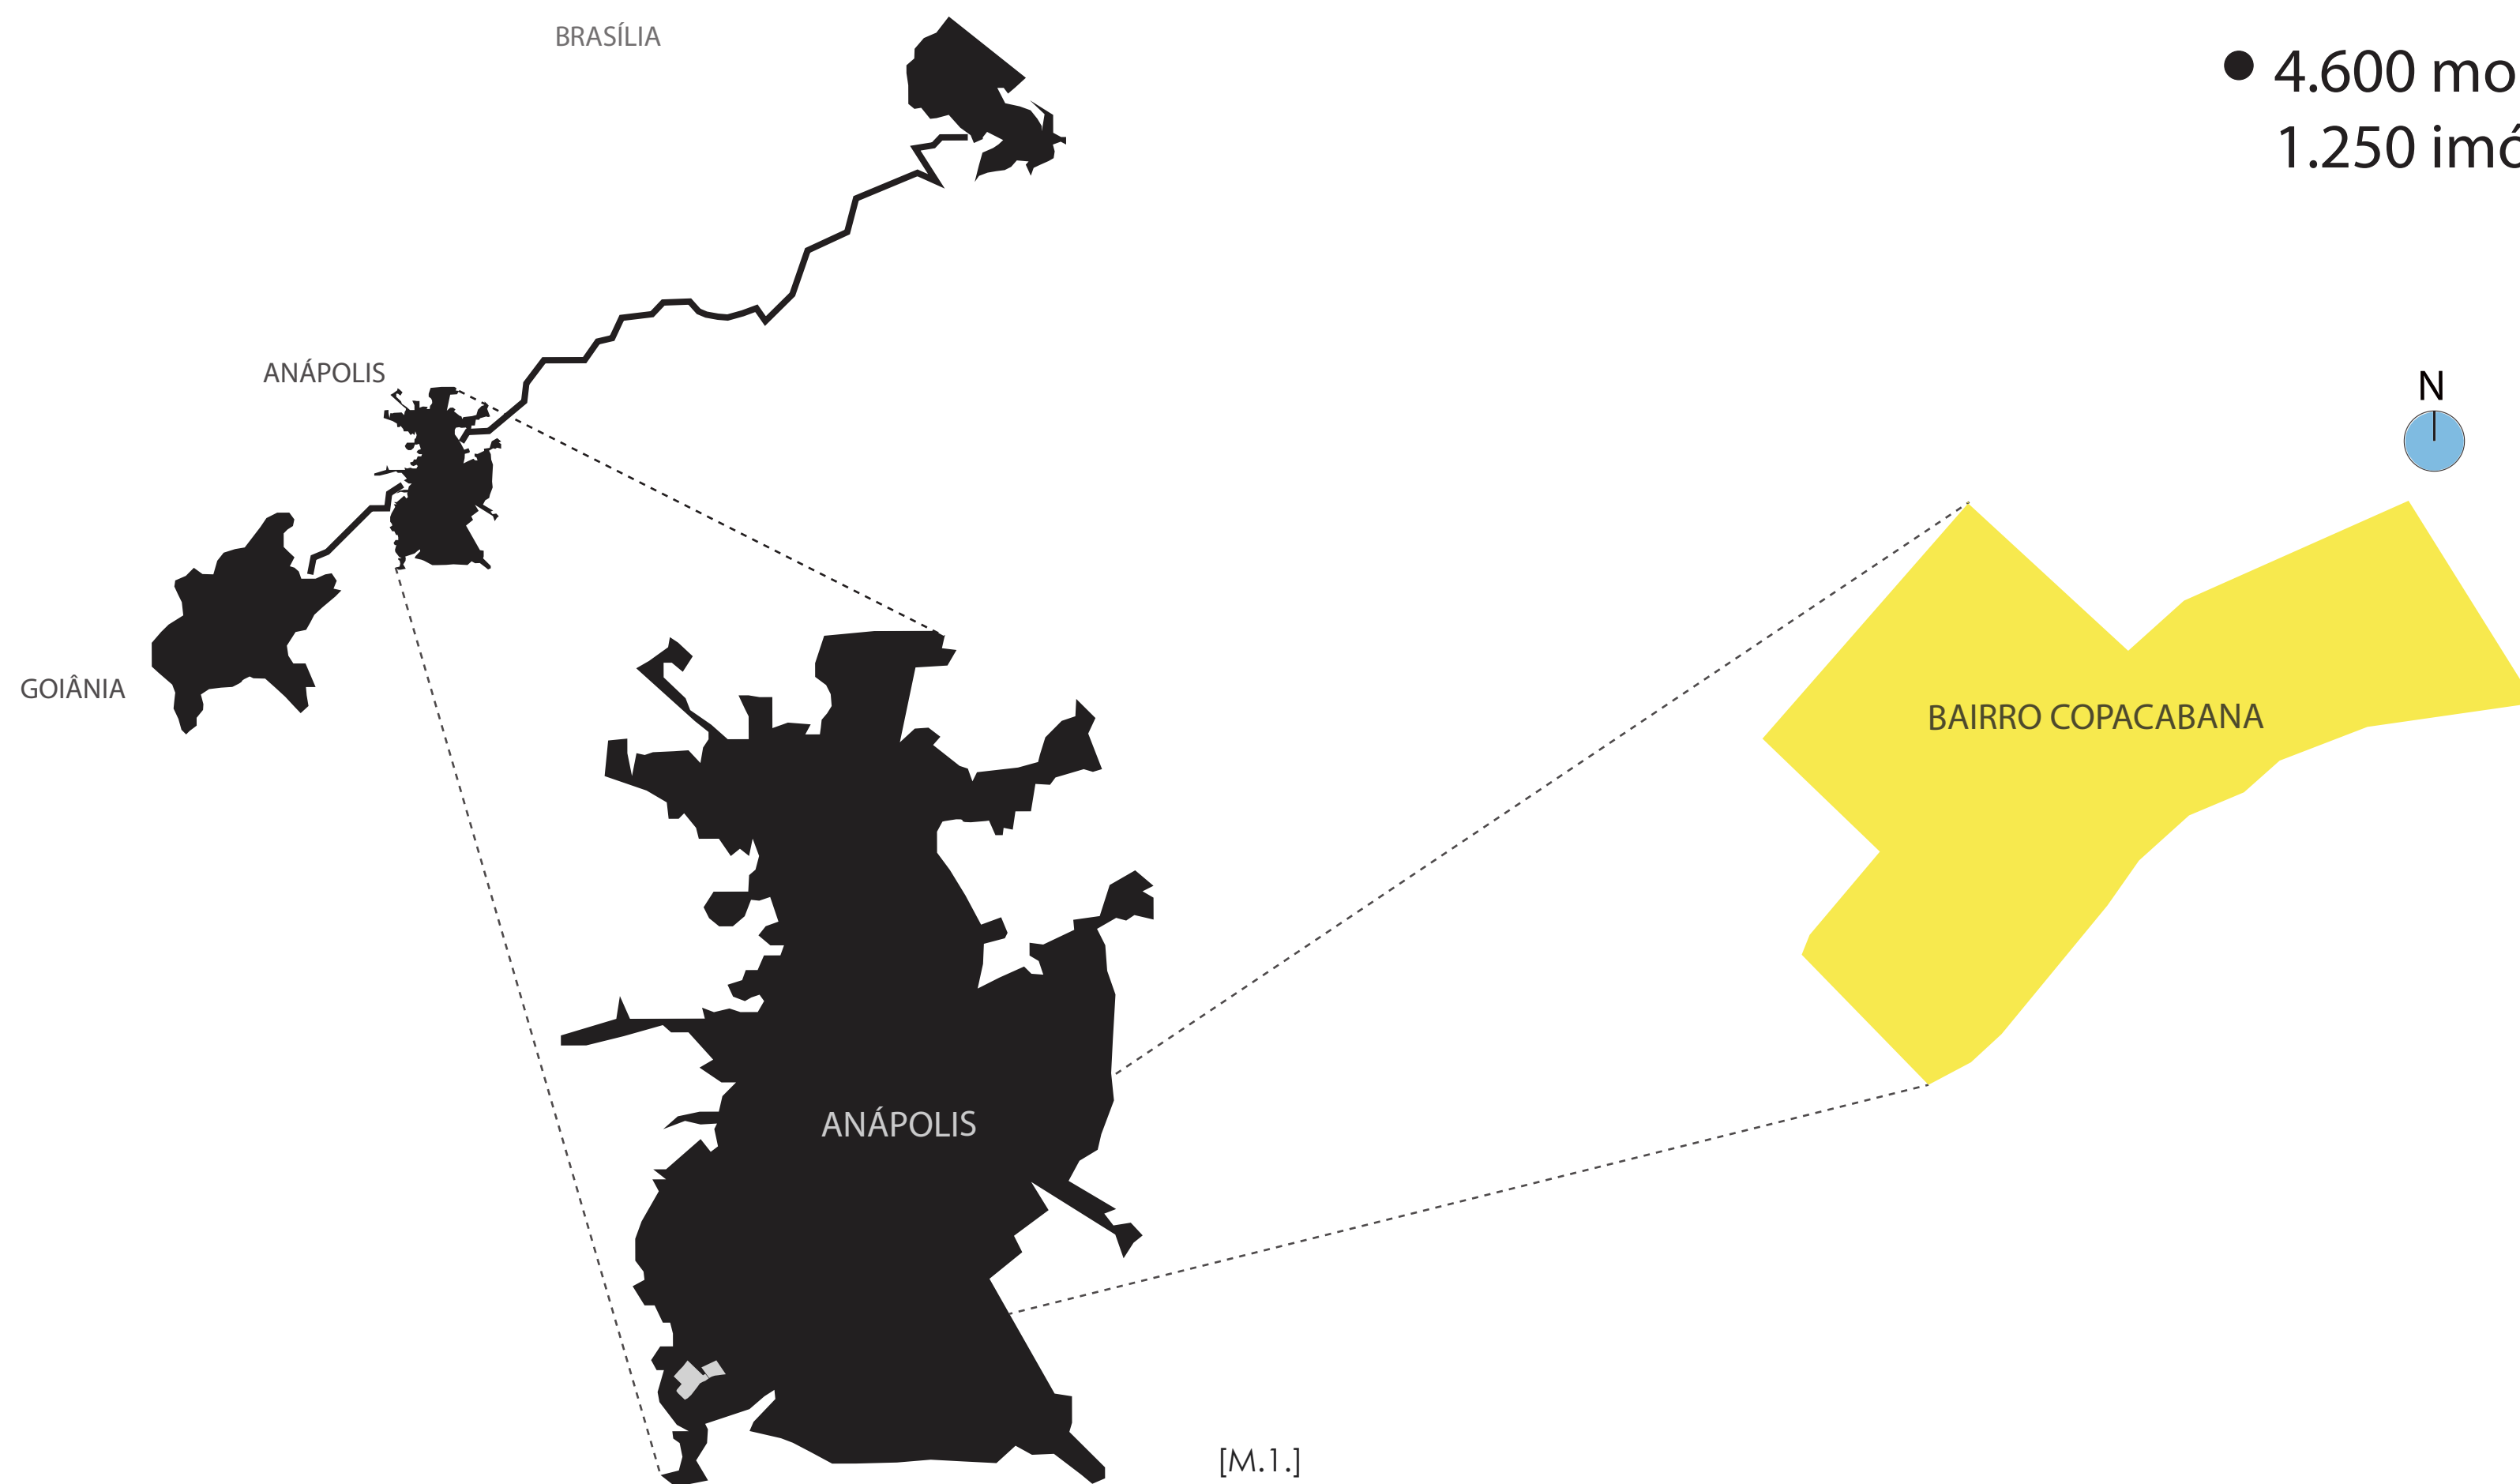 BRASÍLIA
4.600
1.250
ANÁPOLIS
N
GOIÂNIA
BAIRRO COPACABANA
ANÁPOLIS
[M.1.]